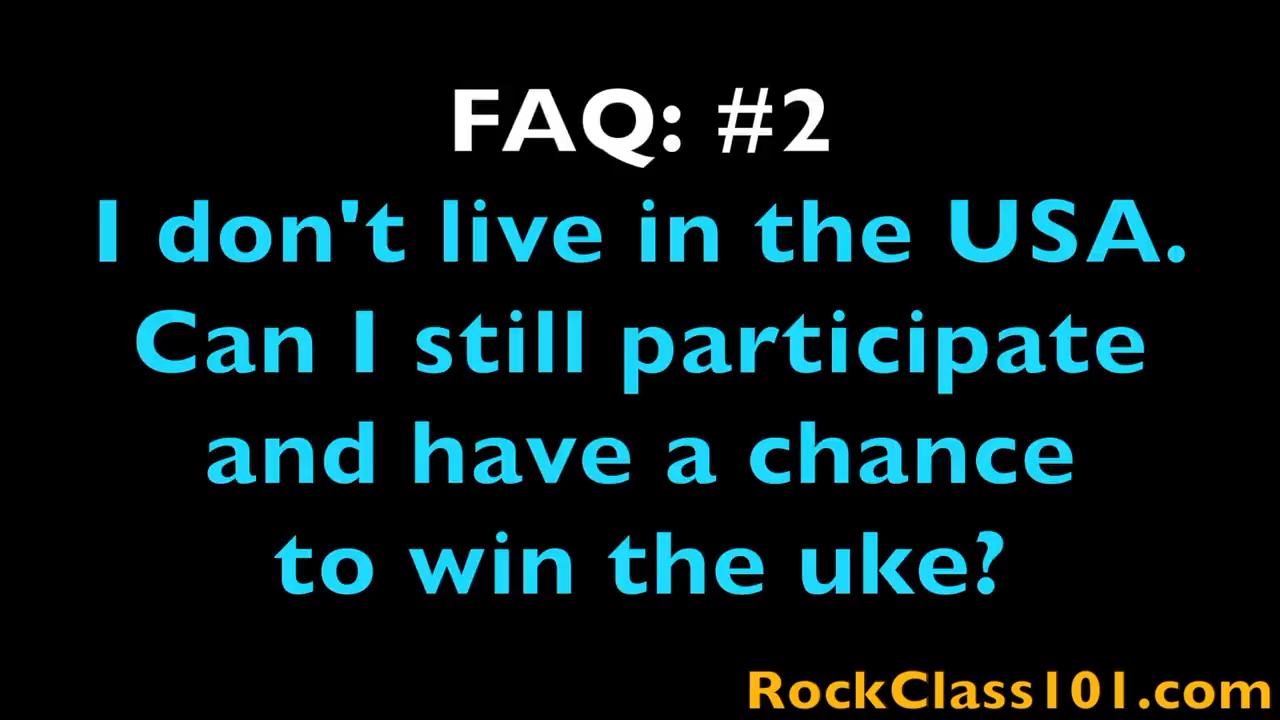 FAQ: #2
I don't live in the USA.
Can I still participate
and have a chance
to win the uke?
RockClass101.com